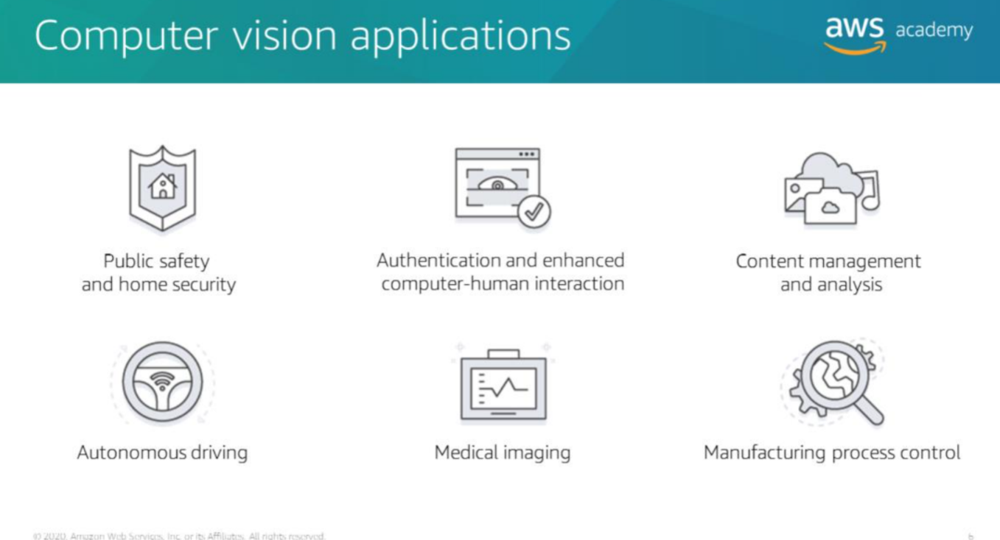 Computer vision applications
aws academy
Public safety
and home security
Authentication and enhanced
computer-human interaction
Content management
and analysis
Autonomous driving
Medical imaging
Manufacturing process control
© 2020, Amazon Web Services, Inc. or its Affiliates. All rights reserved.
6